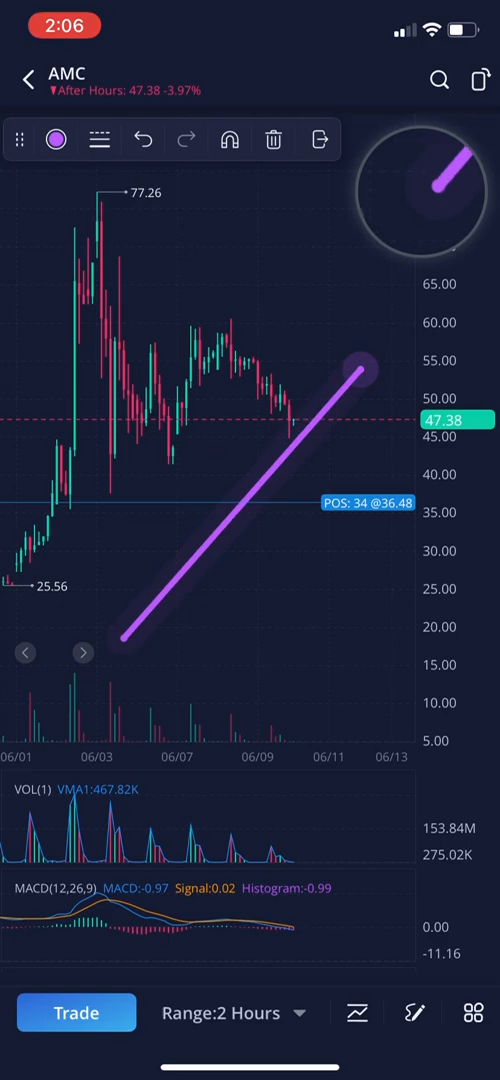 2:06
AMC
▼After Hours: 47.38 -3.97%
77.26
65.00
60.00
55.00
50.00
47.38
45.00
40.00
POS: 34 @36.48
35.00
30.00
25.56
25.00
20.00
15.00
10.00
5.00
06/01 06/03 06/07 06/09 06/11 06/13
VOL(1) VMA1:467.82K
153.84M
275.02K
MACD(12,26,9) MACD:-0.97 Signal:0.02 Histogram:-0.99
0.00
-11.16
Trade Range:2 Hours